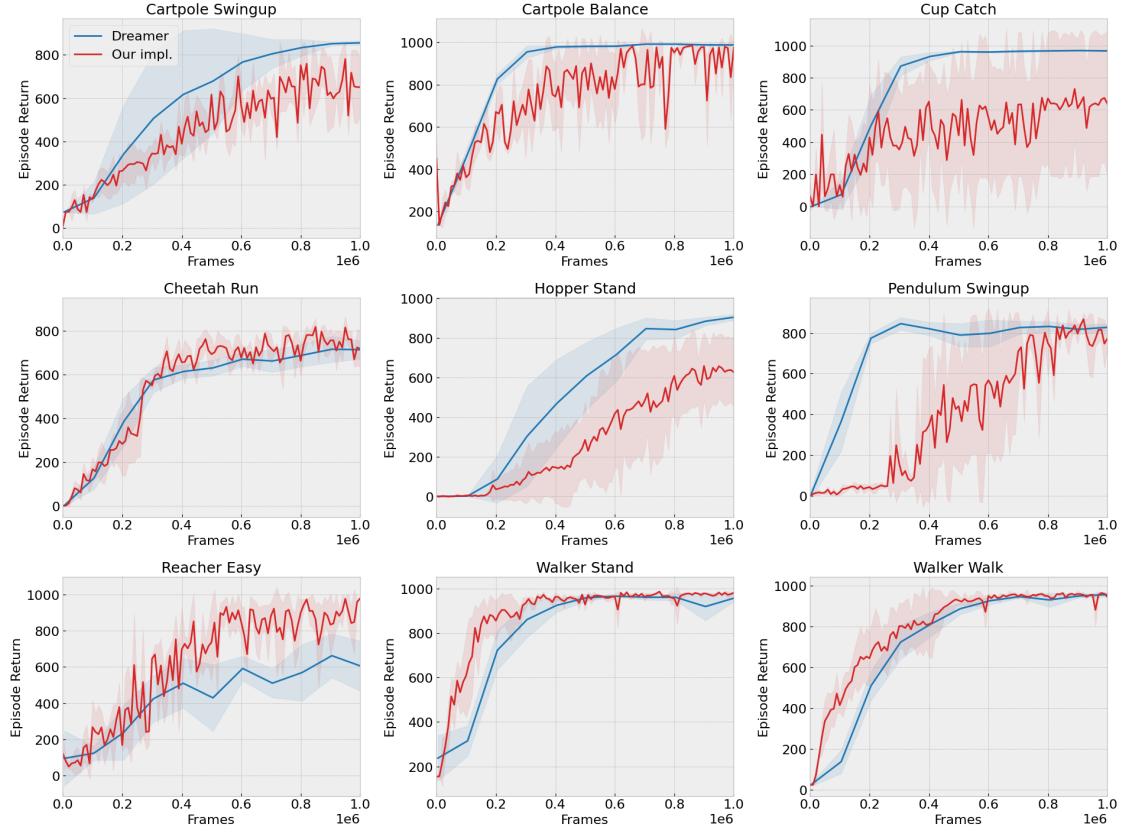 Cartpole Swingup
Dreamer
Our impl.
Episode Return
800
600
400
200
0
0.0 0.2 0.4 0.6 0.8 1.0
Frames
1e6
Cartpole Balance
Episode Return
1000
800
600
400
200
0.0 0.2 0.4 0.6 0.8 1.0
Frames
1e6
Cup Catch
Episode Return
1000
800
600
400
200
0
0.0 0.2 0.4 0.6 0.8 1.0
Frames
1e6
Cheetah Run
Episode Return
800
600
400
200
0
0.0 0.2 0.4 0.6 0.8 1.0
Frames
1e6
Hopper Stand
Episode Return
1000
800
600
400
200
0
0.0 0.2 0.4 0.6 0.8 1.0
Frames
1e6
Pendulum Swingup
Episode Return
800
600
400
200
0
0.0 0.2 0.4 0.6 0.8 1.0
Frames
1e6
Reacher Easy
Episode Return
1000
800
600
400
200
0
0.0 0.2 0.4 0.6 0.8 1.0
Frames
1e6
Walker Stand
Episode Return
1000
800
600
400
200
0.0 0.2 0.4 0.6 0.8 1.0
Frames
1e6
Walker Walk
Episode Return
1000
800
600
400
200
0
0.0 0.2 0.4 0.6 0.8 1.0
Frames
1e6